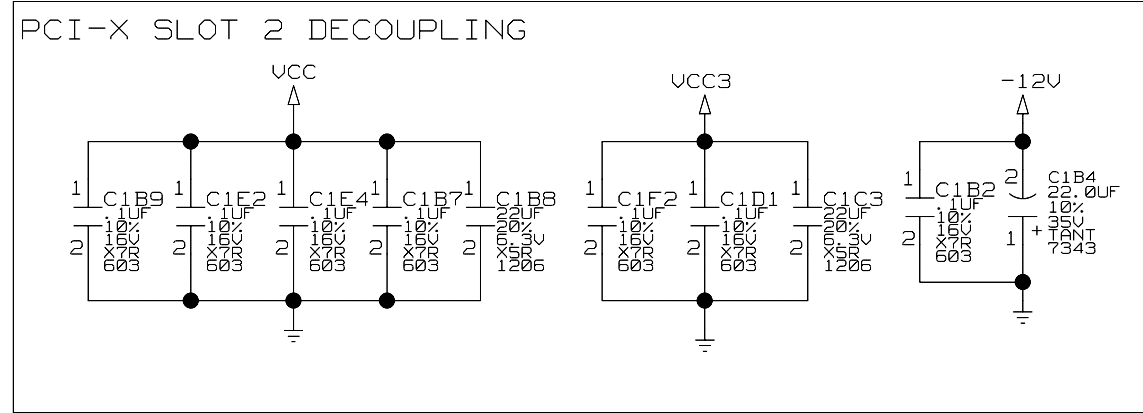 PCI-X SLOT 2 DECOUPLING
VCC
1
2
C1B9
.1UF
10%
16V
X7R
603
1
2
C1E2
.1UF
10%
16V
X7R
603
1
2
C1E4
.1UF
10%
16V
X7R
603
1
2
C1B7
.1UF
10%
16V
X7R
603
1
2
C1B8
22UF
20%
6.3V
X5R
1206
VCC3
1
2
C1F2
.1UF
10%
16V
X7R
603
1
2
C1D1
.1UF
10%
16V
X7R
603
1
2
C1C3
22UF
20%
6.3V
X5R
1206
-12V
1
2
C1B2
.1UF
10%
16V
X7R
603
2
1
+
C1B4
22.0UF
10%
35V
TANT
7343